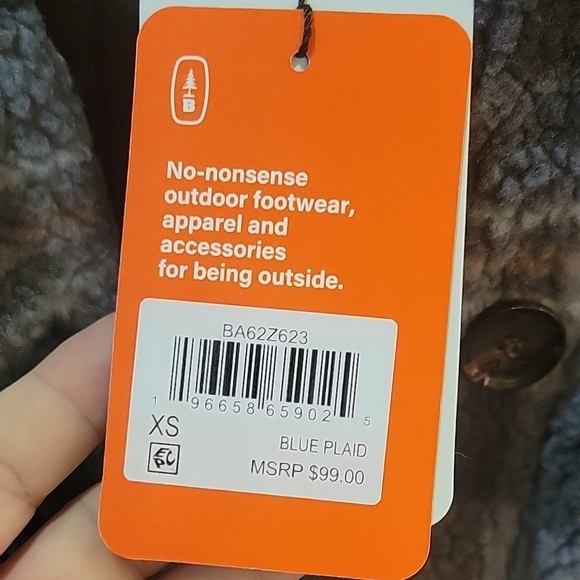 B
No-nonsense
outdoor footwear,
apparel and
accessories
for being outside.
BA62Z623
1 96658 65902 5
XS
BLUE PLAID
MSRP $99.00